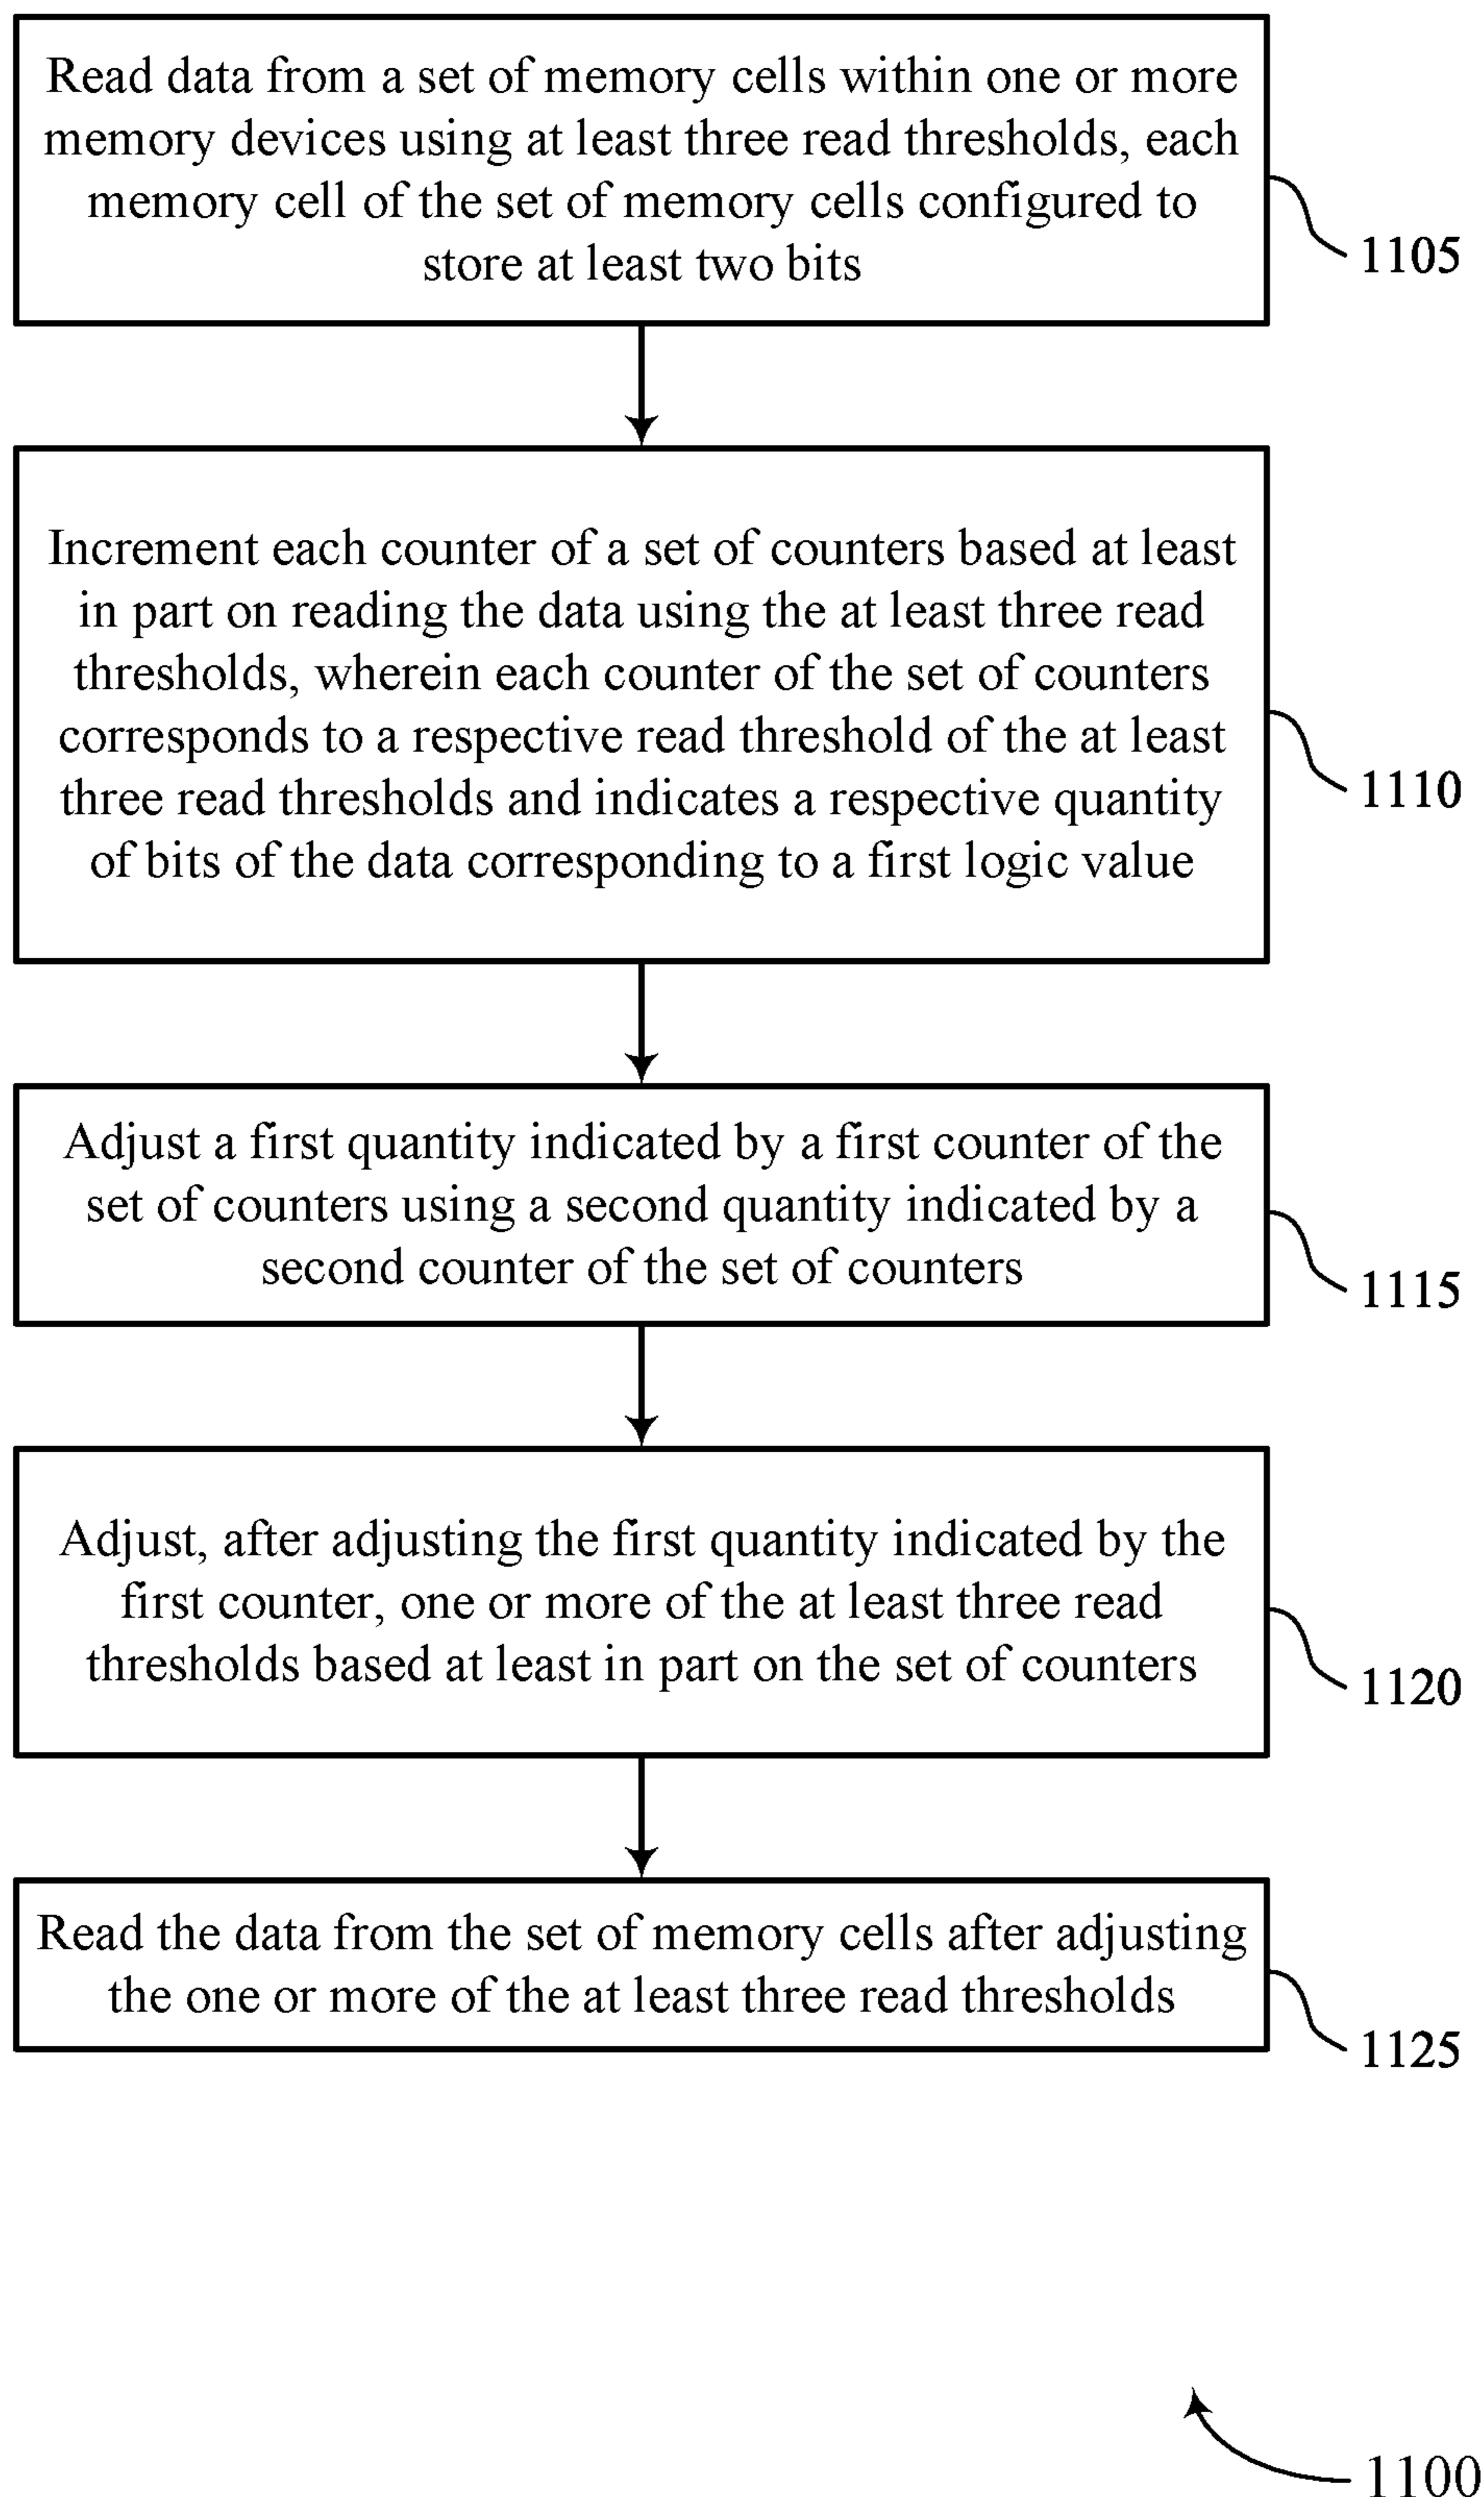 Read data from a set of memory cells within one or more
memory devices using at least three read thresholds, each
memory cell of the set of memory cells configured to
store at least two bits
1105
Increment each counter of a set of counters based at least
in part on reading the data using the at least three read
thresholds, wherein each counter of the set of counters
corresponds to a respective read threshold of the at least
three read thresholds and indicates a respective quantity
of bits of the data corresponding to a first logic value
1110
Adjust a first quantity indicated by a first counter of the
set of counters using a second quantity indicated by a
second counter of the set of counters
1115
Adjust, after adjusting the first quantity indicated by the
first counter, one or more of the at least three read
thresholds based at least in part on the set of counters
1120
Read the data from the set of memory cells after adjusting
the one or more of the at least three read thresholds
1125
1100